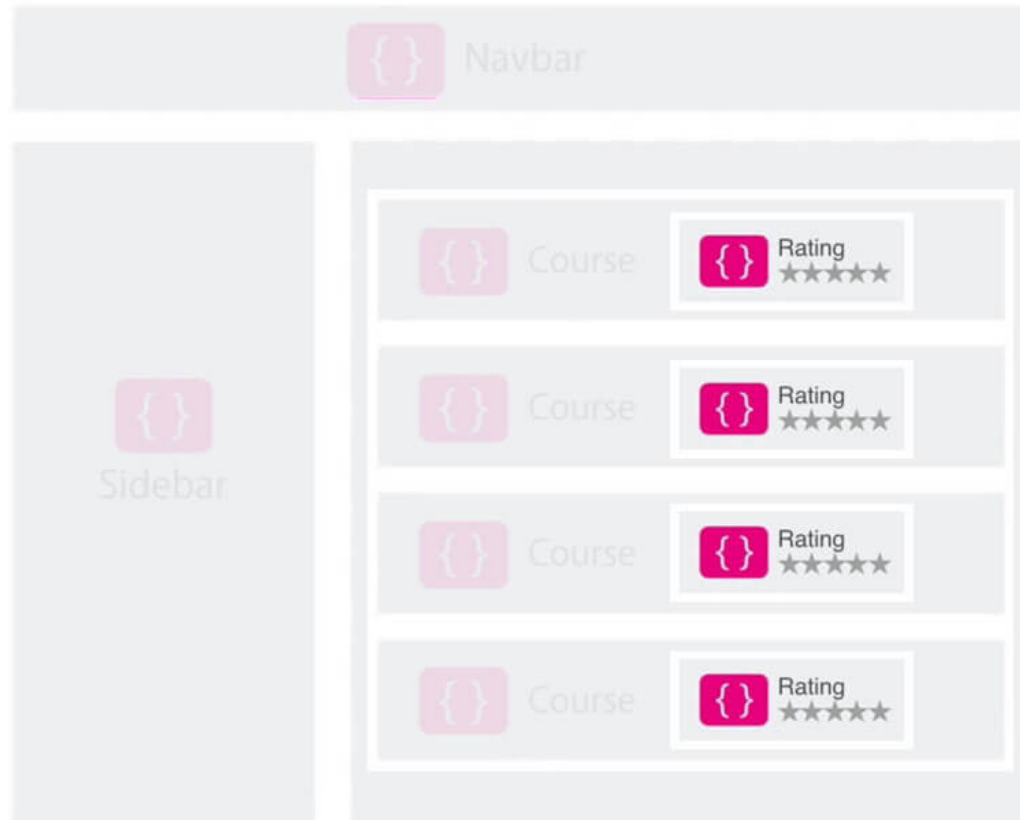 { } Navbar
{ } Course
{ } Rating
★★★★★
{ } Course
{ } Rating
★★★★★
{ }
Sidebar
{ } Course
{ } Rating
★★★★★
{ } Course
{ } Rating
★★★★★